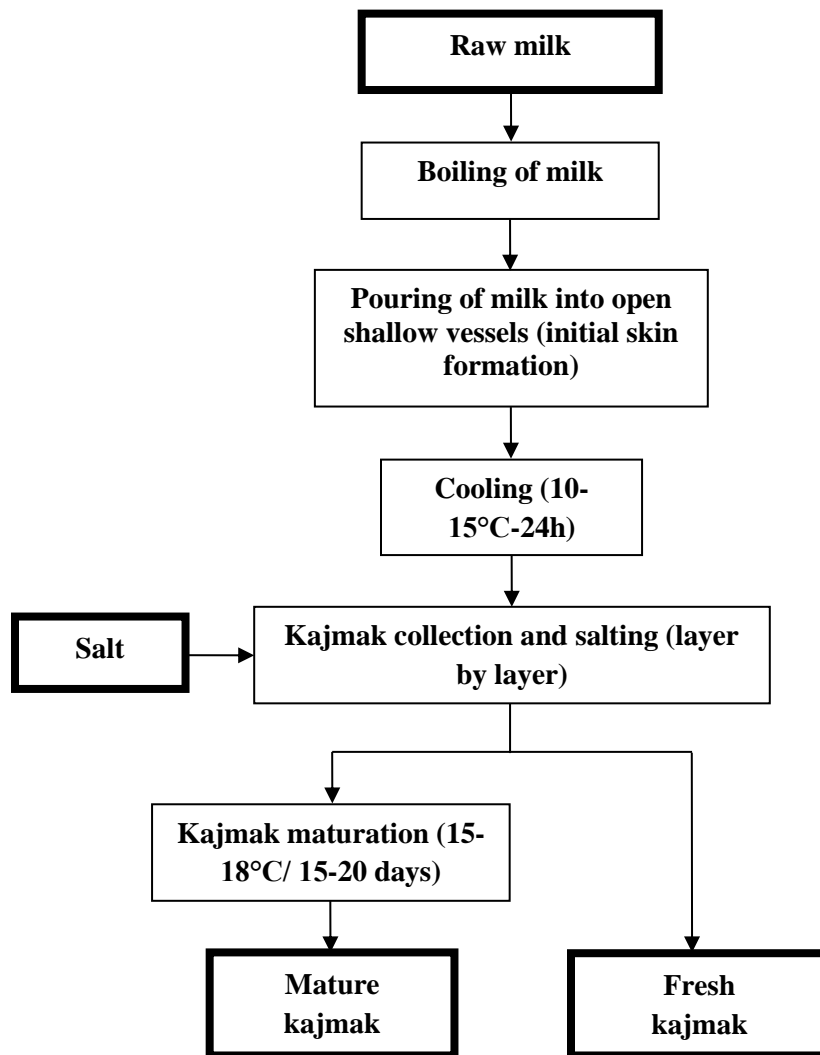 Raw milk
Boiling of milk
Pouring of milk into open
shallow vessels (initial skin
formation)
Cooling (10-
15°C-24h)
Salt
Kajmak collection and salting (layer
by layer)
Kajmak maturation (15-
18°C/ 15-20 days)
Mature
kajmak
Fresh
kajmak